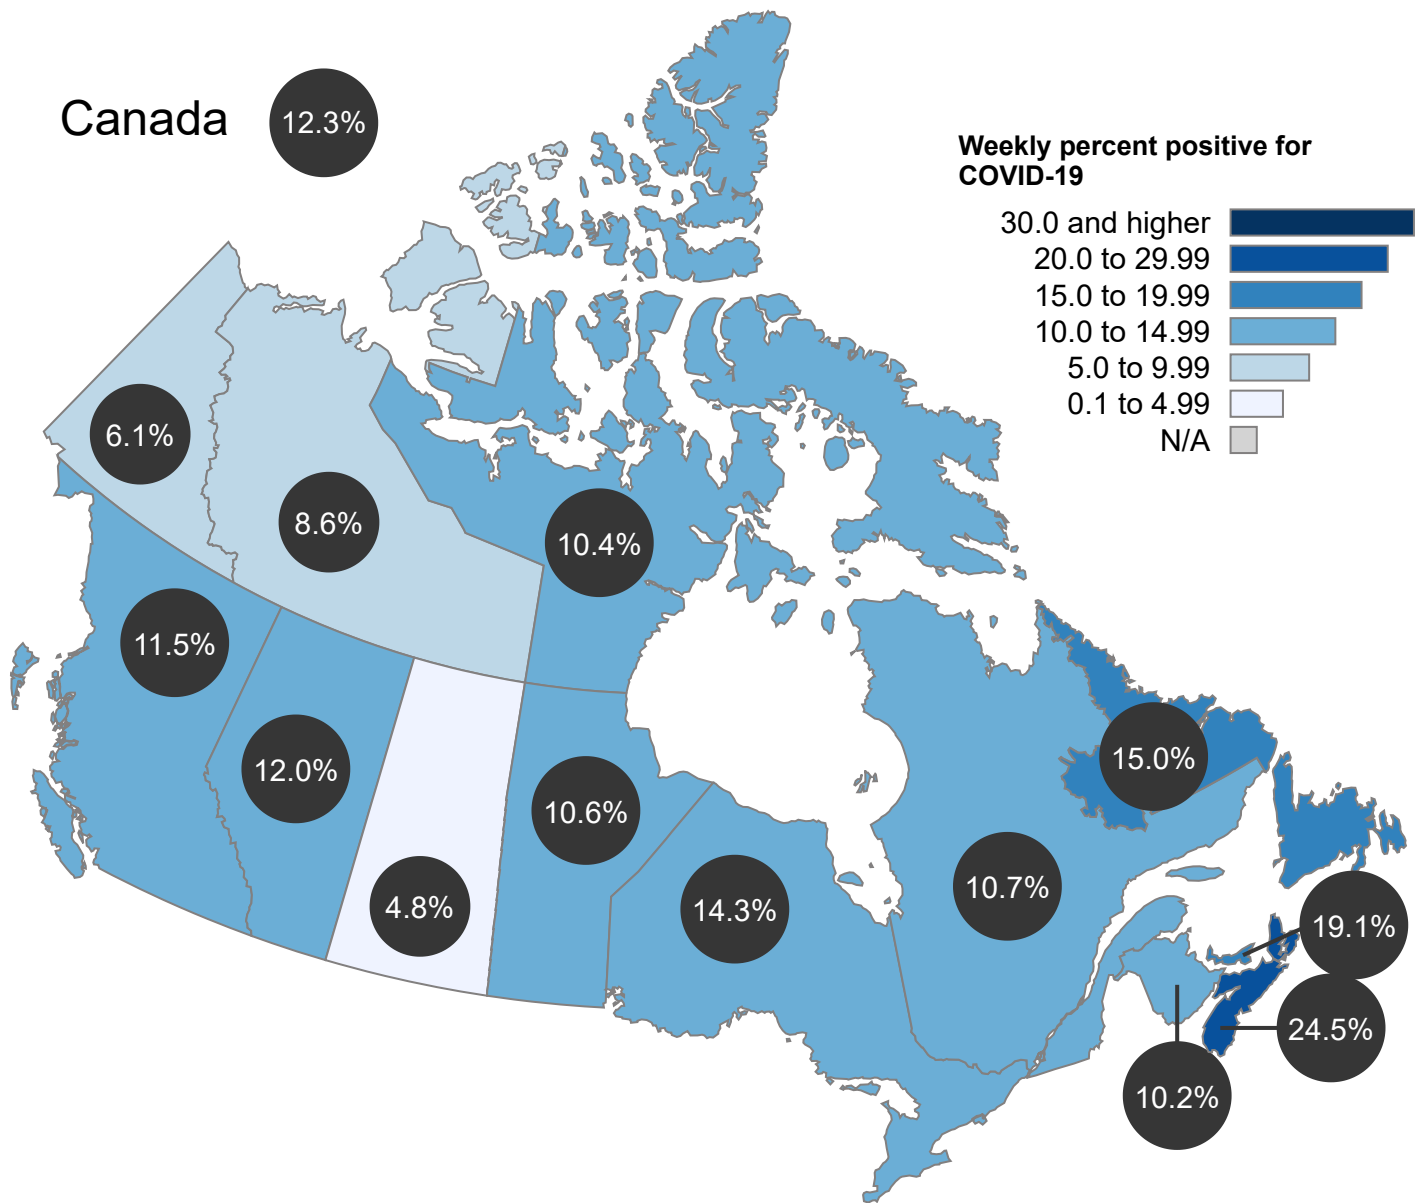 Canada
12.3%
Weekly percent positive for
COVID-19
30.0 and higher
20.0 to 29.99
15.0 to 19.99
10.0 to 14.99
5.0 to 9.99
0.1 to 4.99
N/A
6.1%
8.6%
10.4%
11.5%
12.0%
4.8%
10.6%
14.3%
10.7%
15.0%
19.1%
24.5%
10.2%